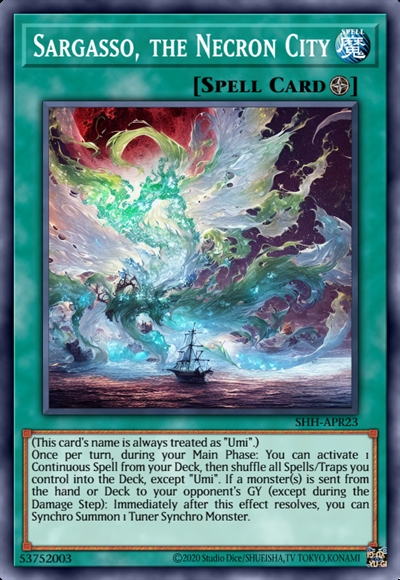 SARGASSO, THE NECRON CITY
SPELL
魔
[SPELL CARD]
SHH-APR23
(This card's name is always treated as "Umi".)
Once per turn, during your Main Phase: You can activate 1
Continuous Spell from your Deck, then shuffle all Spells/Traps you
control into the Deck, except "Umi". If a monster(s) is sent from
the hand or Deck to your opponent's GY (except during the
Damage Step): Immediately after this effect resolves, you can
Synchro Summon 1 Tuner Synchro Monster.
53752003
©2020 Studio Dice/SHUEISHA,TV TOKYO,KONAMI